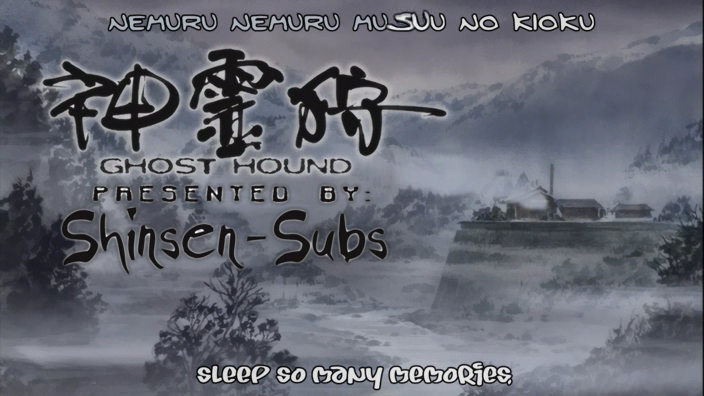 NEMURU NEMURU MUSUU NO KIOKU
神霊狩
GHOST HOUND
PRESENTED BY:
Shinsen-Subs
SLEEP SO MANY MEMORIES.